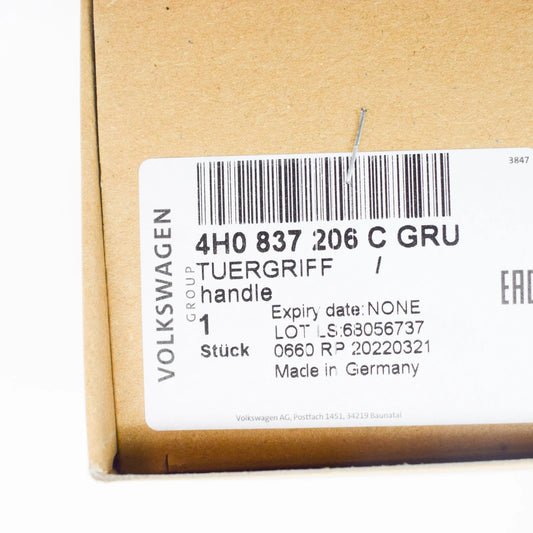 3847
VOLKSWAGEN
GROUP
4H0 837 206 C GRU
TUERGRIFF /
handle
1
Stück
Expiry date:NONE
LOT LS:68056737
0660 RP 20220321
Made in Germany
EAC
Volkswagen AG, Postfach 1451, 34219 Baunatal